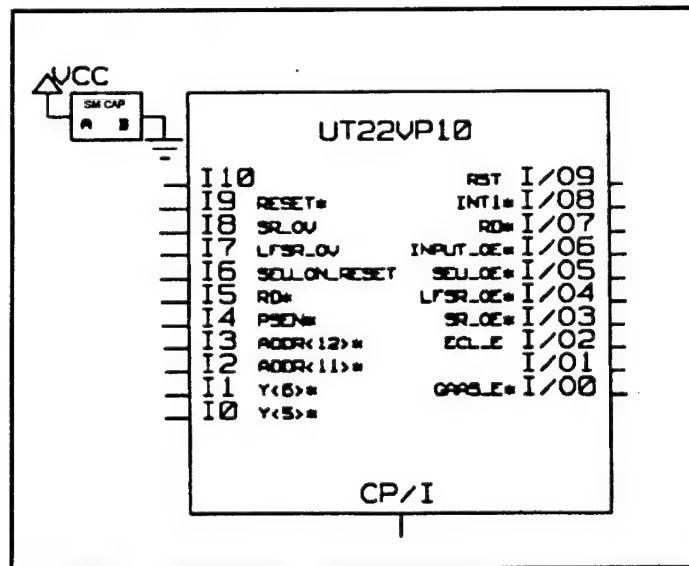 VCC
SM CAP
A B
UT22VP10
I10 RST I/O9
I9 RESET* INT1* I/O8
I8 SR_OV RD* I/O7
I7 LFSR_OV INPUT_OE* I/O6
I6 SEU_ON_RESET SEU_OE* I/O5
I5 RD* LFSR_OE* I/O4
I4 PSEN* SR_OE* I/O3
I3 ADDR<12>* ECL_E I/O2
I2 ADDR<11>* I/O1
I1 Y<6>* GAAS_E* I/O0
I0 Y<5>*
CP/I